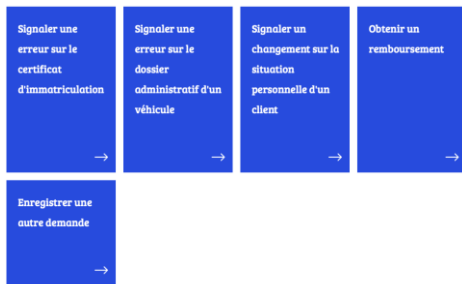 Signaler une
erreur sur le
certificat
d'immatriculation
Signaler une
erreur sur le
dossier
administratif d'un
véhicule
Signaler un
changement sur la
situation
personnelle d'un
client
Obtenir un
remboursement
Enregistrer une
autre demande